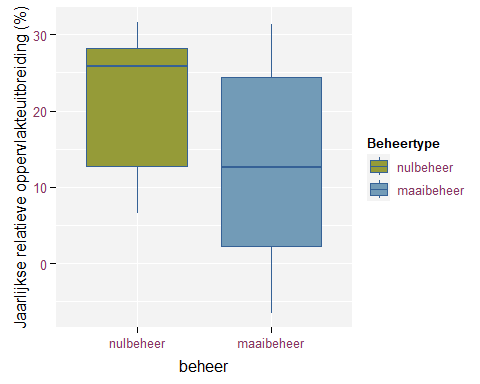 Jaarlijkse relatieve oppervlakteuitbreiding (%)
30
20
10
0
nulbeheer
maaibeheer
beheer
Beheertype
nulbeheer
maaibeheer